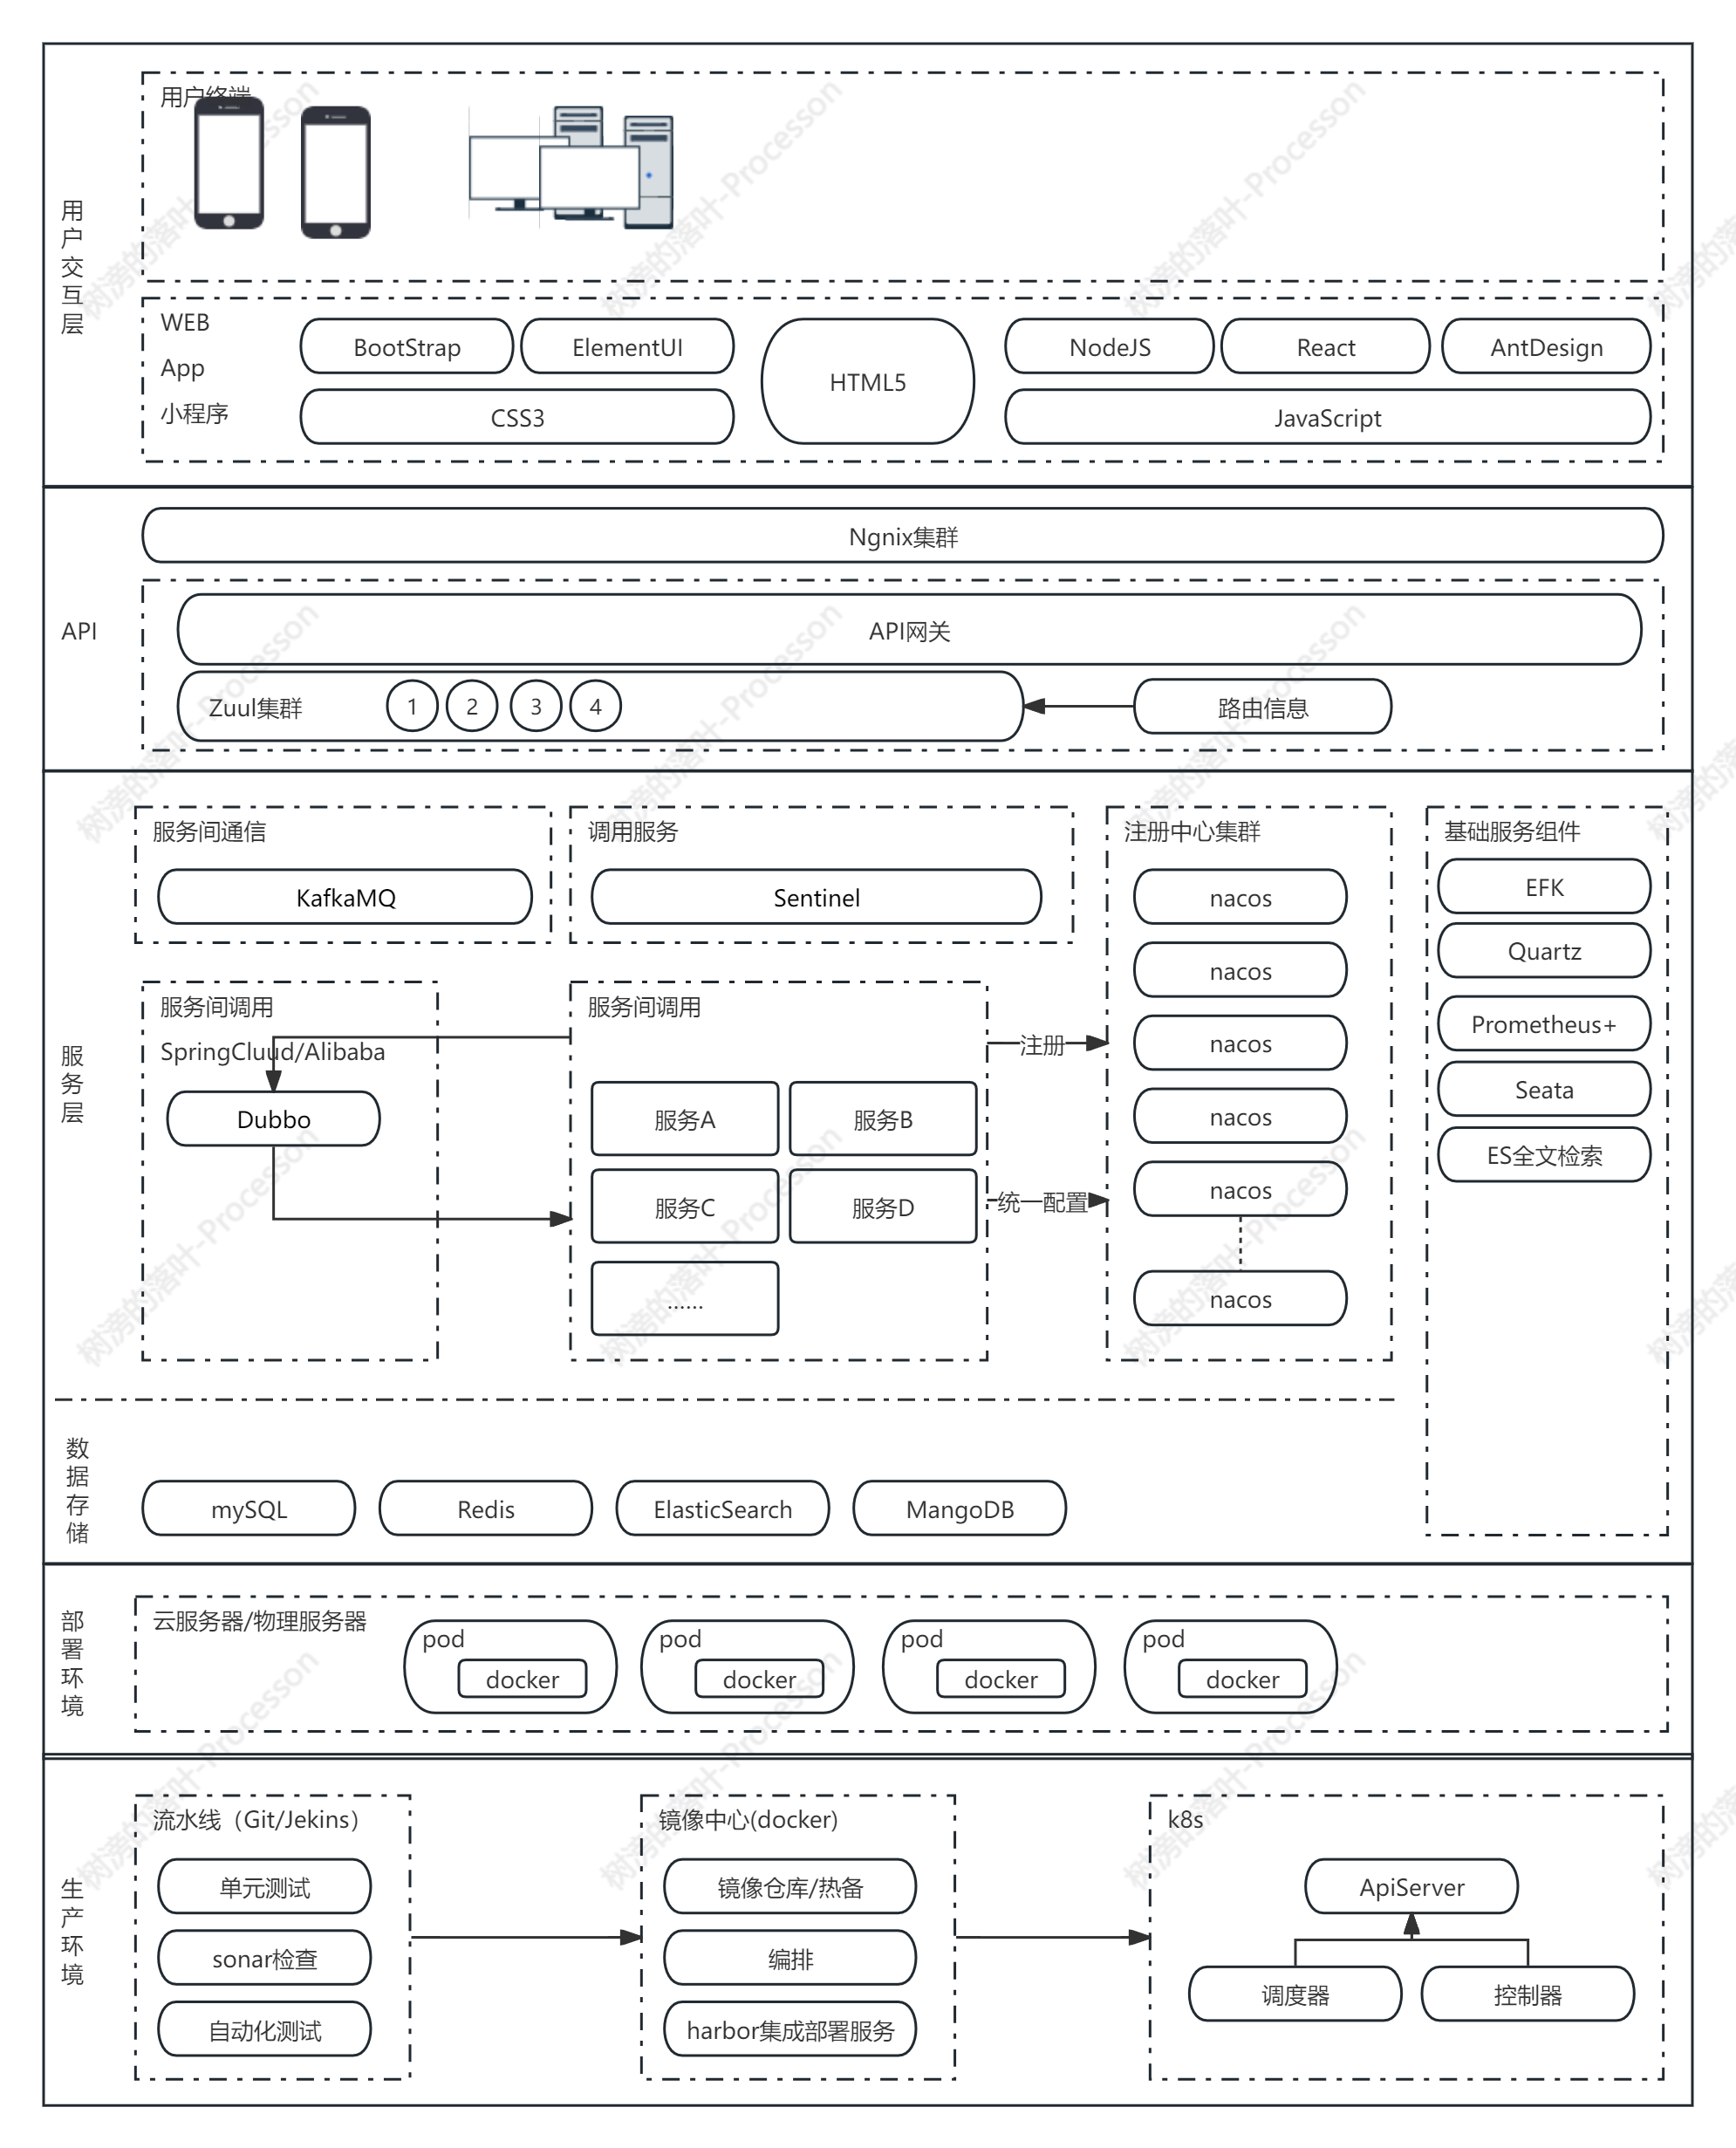 用户交互层
用户终端
WEB
App
小程序
BootStrap
ElementUI
CSS3
HTML5
NodeJS
React
AntDesign
JavaScript
API
Ngnix集群
API网关
Zuul集群
1
2
3
4
路由信息
服务层
服务间通信
KafkaMQ
调用服务
Sentinel
注册中心集群
nacos
nacos
nacos
nacos
nacos
nacos
基础服务组件
EFK
Quartz
Prometheus+
Seata
ES全文检索
服务间调用
SpringCluud/Alibaba
Dubbo
服务间调用
服务A
服务B
服务C
服务D
……
注册
统一配置
数据存储
mySQL
Redis
ElasticSearch
MangoDB
部署环境
云服务器/物理服务器
pod
docker
pod
docker
pod
docker
pod
docker
生产环境
流水线（Git/Jekins）
单元测试
sonar检查
自动化测试
镜像中心(docker)
镜像仓库/热备
编排
harbor集成部署服务
k8s
ApiServer
调度器
控制器
树滂的落叶-Processon